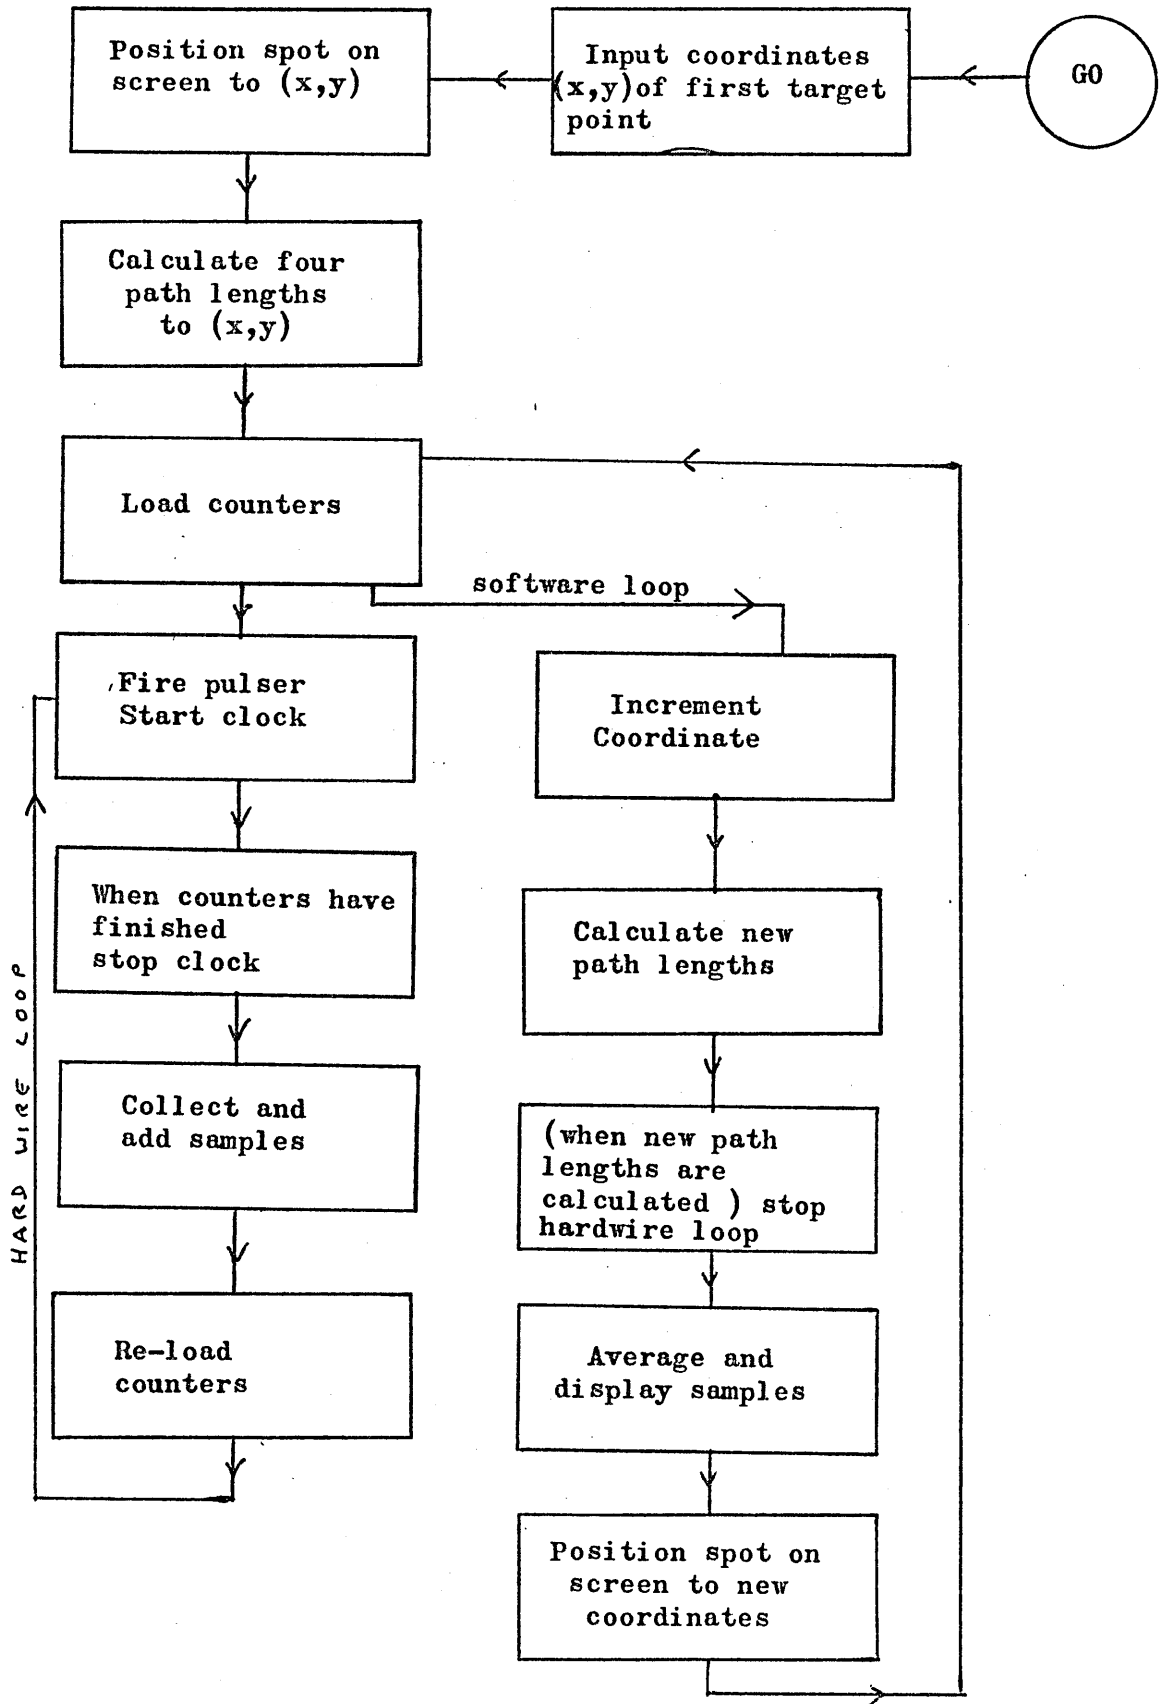 GO
Input coordinates
(x,y)of first target
point
Position spot on
screen to (x,y)
Calculate four
path lengths
to (x,y)
Load counters
software loop
Fire pulser
Start clock
When counters have
finished
stop clock
Collect and
add samples
Re-load
counters
HARD WIRE LOOP
Increment
Coordinate
Calculate new
path lengths
(when new path
lengths are
calculated ) stop
hardwire loop
Average and
display samples
Position spot on
screen to new
coordinates